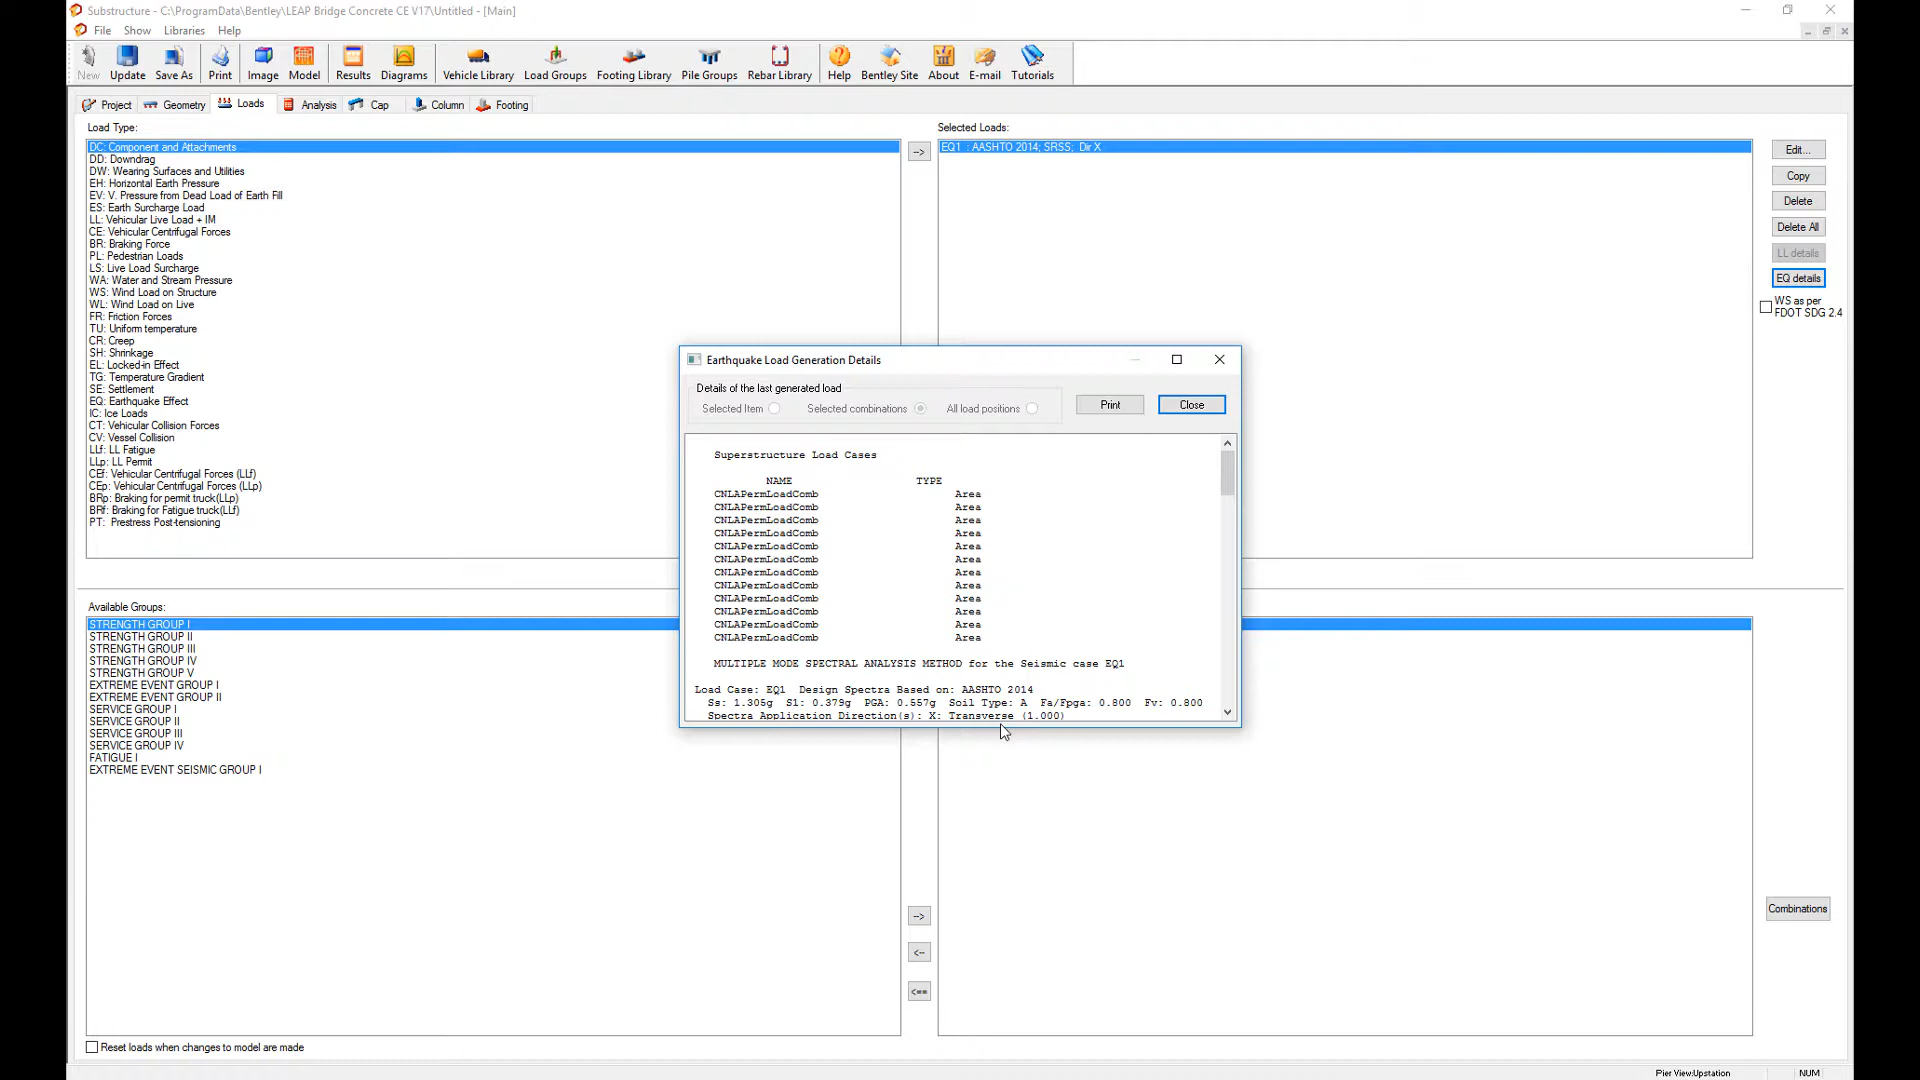 Substructure - C:\ProgramData\Bentley\LEAP Bridge Concrete CE V17\Untitled - [Main]
File Show Libraries Help
New Update Save As Print Image Model Results Diagrams Vehicle Library Load Groups Footing Library Pile Groups Rebar Library Help Bentley Site About E-mail Tutorials
Project Geometry Loads Analysis Cap Column Footing
Load Type:
DC: Component and Attachments
DD: Downdrag
DW: Wearing Surfaces and Utilities
EH: Horizontal Earth Pressure
EV: V. Pressure from Dead Load of Earth Fill
ES: Earth Surcharge Load
LL: Vehicular Live Load + IM
CE: Vehicular Centrifugal Forces
BR: Braking Force
PL: Pedestrian Loads
LS: Live Load Surcharge
WA: Water and Stream Pressure
WS: Wind Load on Structure
WL: Wind Load on Live
FR: Friction Forces
TU: Uniform temperature
CR: Creep
SH: Shrinkage
EL: Locked-in Effect
TG: Temperature Gradient
SE: Settlement
EQ: Earthquake Effect
IC: Ice Loads
CT: Vehicular Collision Forces
CV: Vessel Collision
LLf: LL Fatigue
LLp: LL Permit
CEf: Vehicular Centrifugal Forces (LLf)
CEp: Vehicular Centrifugal Forces (LLp)
BRp: Braking for permit truck(LLp)
BRf: Braking for Fatigue truck(LLf)
PT: Prestress Post-tensioning
-->
Selected Loads:
EQ1 : AASHTO 2014; SRSS; Dir X
Edit...
Copy
Delete
Delete All
LL details
EQ details
WS as per
FDOT SDG 2.4
Earthquake Load Generation Details
Details of the last generated load
Selected Item Selected combinations All load positions
Print Close
Superstructure Load Cases
NAME TYPE
CNLAPermLoadComb Area
CNLAPermLoadComb Area
CNLAPermLoadComb Area
CNLAPermLoadComb Area
CNLAPermLoadComb Area
CNLAPermLoadComb Area
CNLAPermLoadComb Area
CNLAPermLoadComb Area
CNLAPermLoadComb Area
CNLAPermLoadComb Area
CNLAPermLoadComb Area
CNLAPermLoadComb Area
MULTIPLE MODE SPECTRAL ANALYSIS METHOD for the Seismic case EQ1
Load Case: EQ1 Design Spectra Based on: AASHTO 2014
Ss: 1.305g S1: 0.379g PGA: 0.557g Soil Type: A Fa/Fpga: 0.800 Fv: 0.800
Spectra Application Direction(s): X: Transverse (1.000)
Available Groups:
STRENGTH GROUP I
STRENGTH GROUP II
STRENGTH GROUP III
STRENGTH GROUP IV
STRENGTH GROUP V
EXTREME EVENT GROUP I
EXTREME EVENT GROUP II
SERVICE GROUP I
SERVICE GROUP II
SERVICE GROUP III
SERVICE GROUP IV
FATIGUE I
EXTREME EVENT SEISMIC GROUP I
-->
<--
<==
Combinations
Reset loads when changes to model are made
Pier View:Upstation NUM